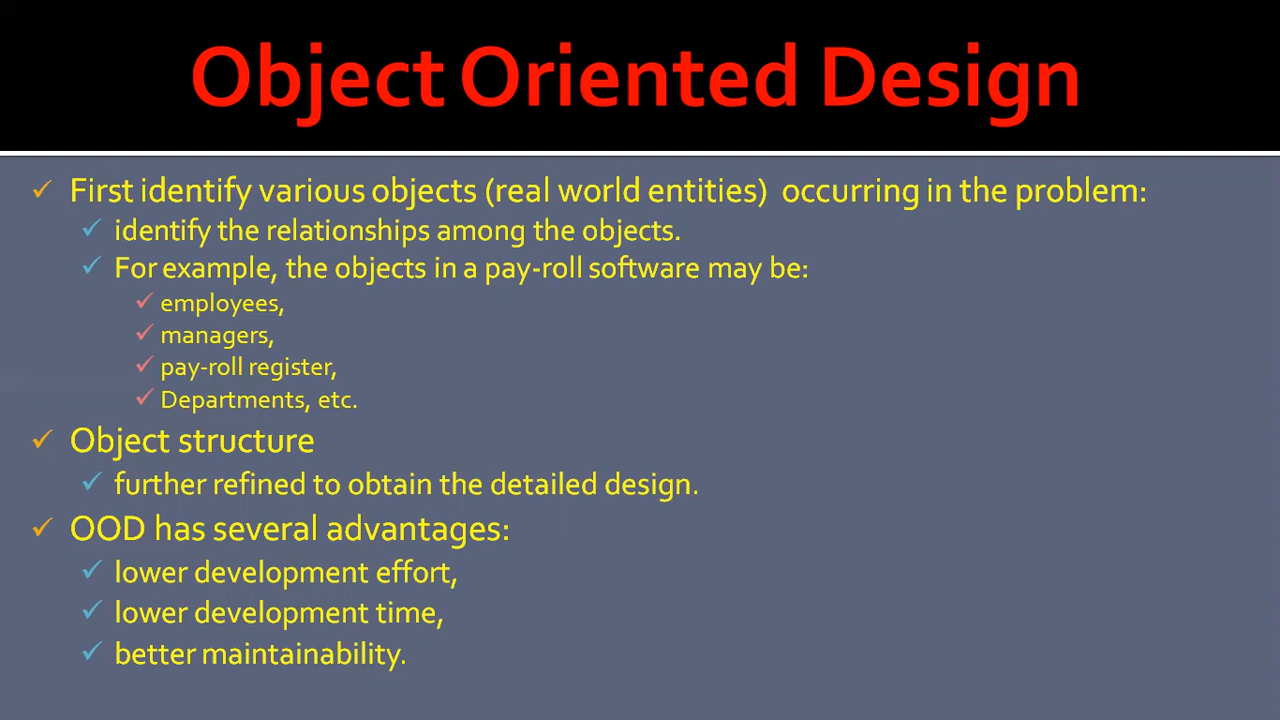 Object Oriented Design
First identify various objects (real world entities) occurring in the problem:
identify the relationships among the objects.
For example, the objects in a pay-roll software may be:
employees,
managers,
pay-roll register,
Departments, etc.
Object structure
further refined to obtain the detailed design.
OOD has several advantages:
lower development effort,
lower development time,
better maintainability.